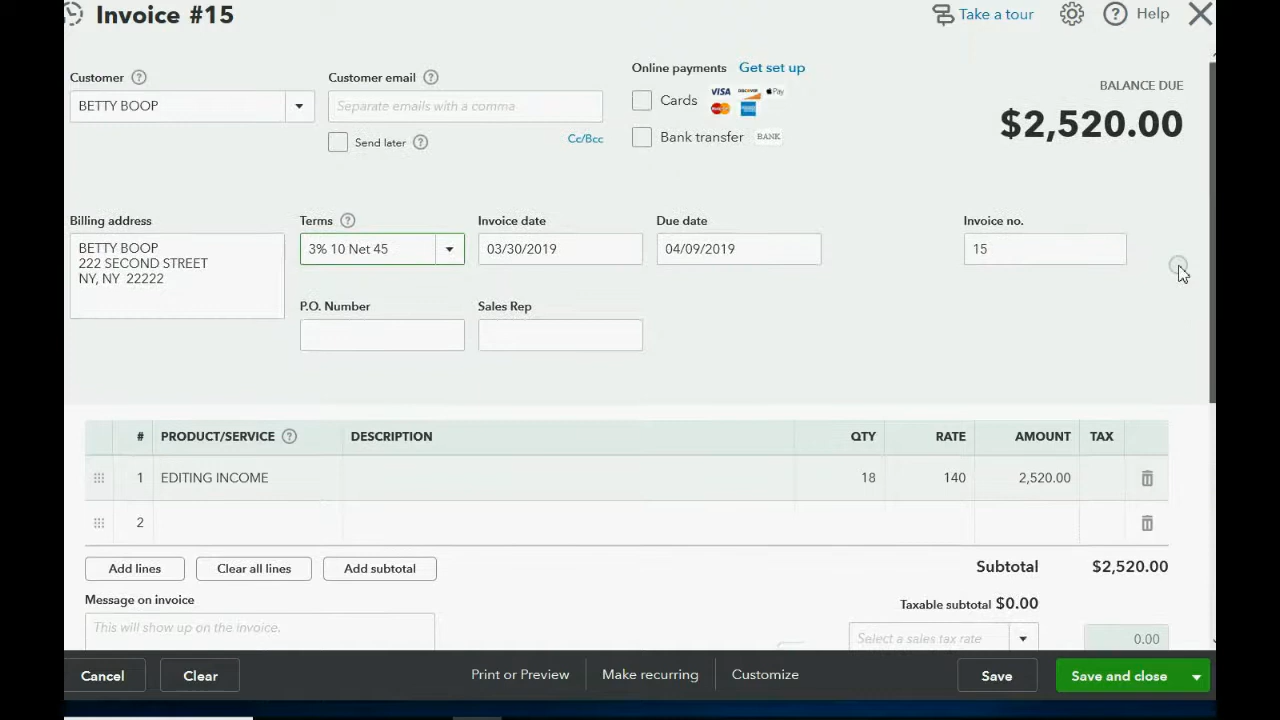 Invoice #15
Take a tour
Help
Customer
BETTY BOOP
Customer email
Separate emails with a comma
Send later
Cc/Bcc
Online payments Get set up
Cards
VISA
DISCOVER
Pay
Bank transfer
BANK
BALANCE DUE
$2,520.00
Billing address
BETTY BOOP
222 SECOND STREET
NY, NY 22222
Terms
3% 10 Net 45
Invoice date
03/30/2019
Due date
04/09/2019
Invoice no.
15
P.O. Number
Sales Rep
# PRODUCT/SERVICE DESCRIPTION QTY RATE AMOUNT TAX
1 EDITING INCOME 18 140 2,520.00
2
Add lines Clear all lines Add subtotal
Subtotal $2,520.00
Message on invoice
This will show up on the invoice.
Taxable subtotal $0.00
Select a sales tax rate 0.00
Cancel Clear Print or Preview Make recurring Customize Save Save and close